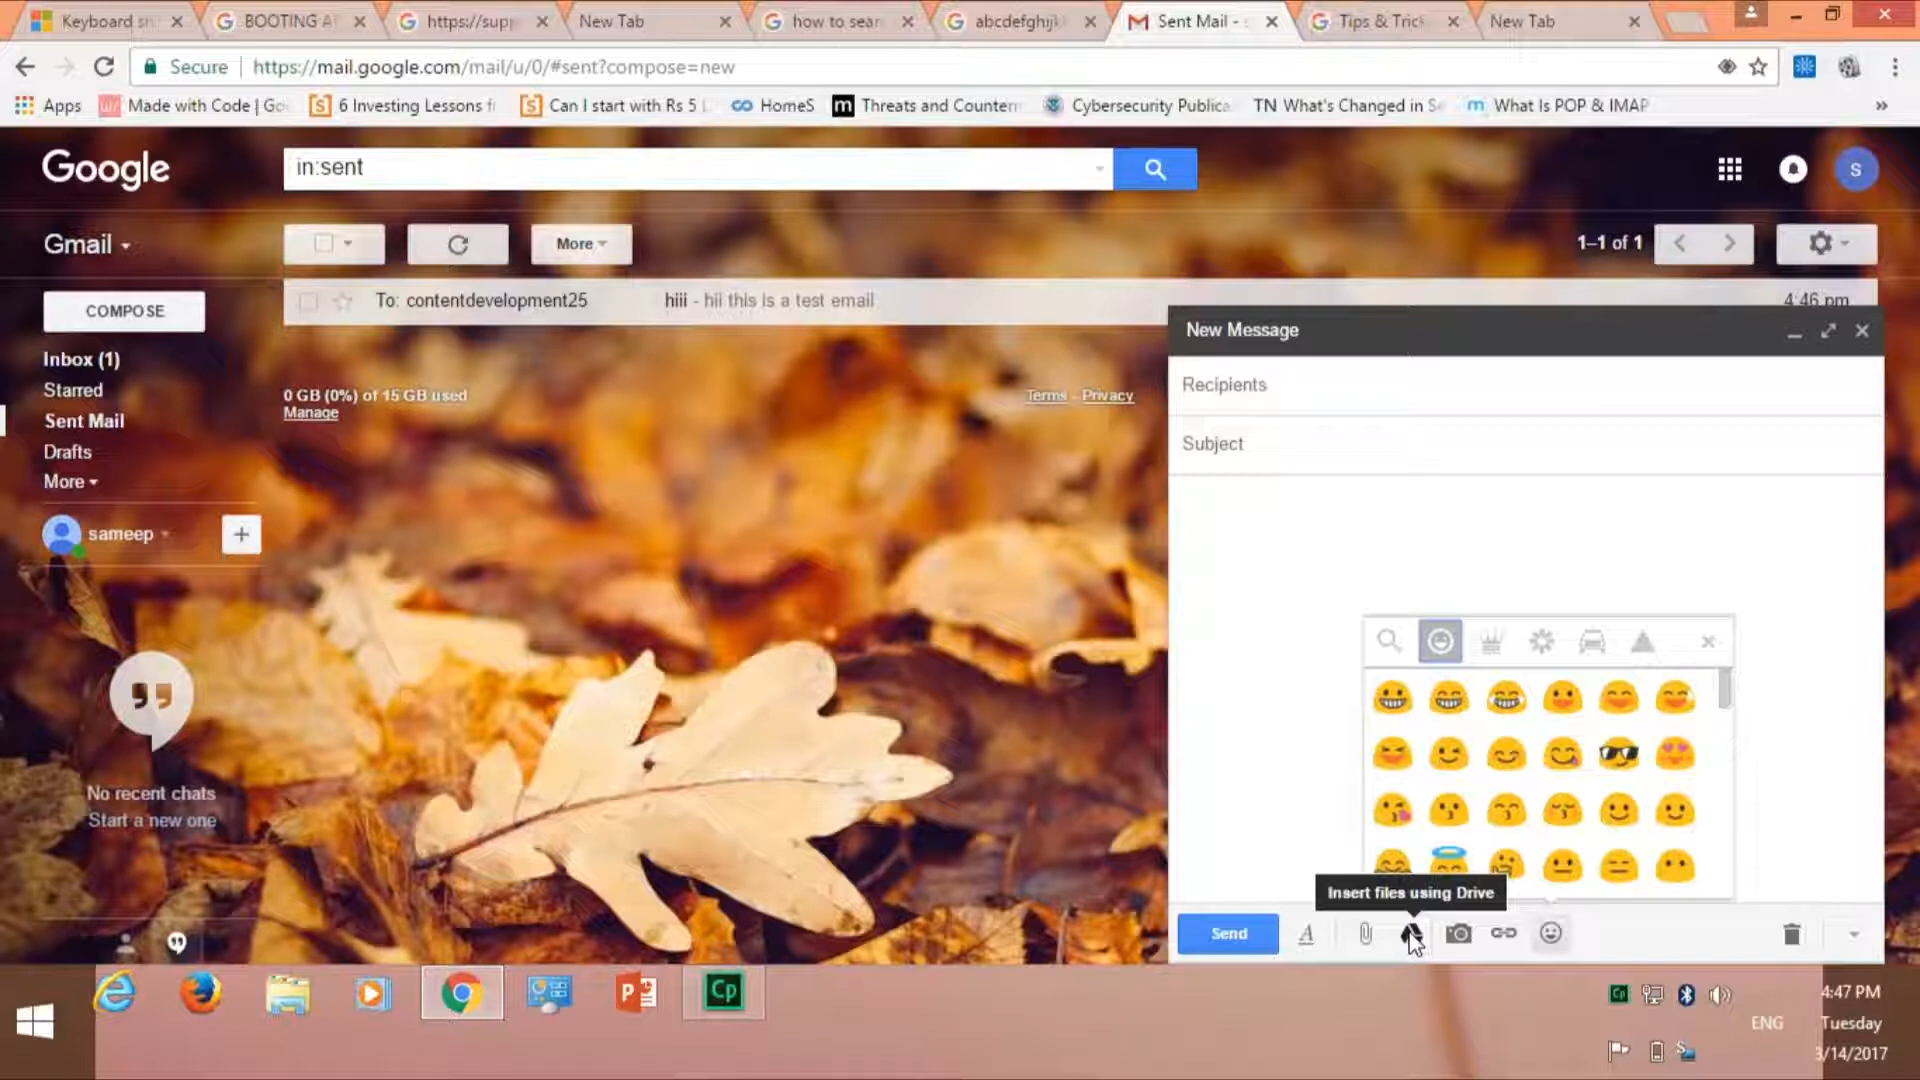 Keyboard sh
BOOTING A
https://supp
New Tab
how to sear
abcdefghijk
Sent Mail - s
Tips & Trick
New Tab
Secure
https://mail.google.com/mail/u/0/#sent?compose=new
Apps
Made with Code | Go
6 Investing Lessons f
Can I start with Rs 5 L
HomeS
Threats and Counterm
Cybersecurity Publica
TN What's Changed in Se
What Is POP & IMAP
»
Google
in:sent
S
Gmail
More
1–1 of 1
COMPOSE
To: contentdevelopment25
hiii - hii this is a test email
4:46 pm
New Message
Recipients
Subject
Inbox (1)
Starred
Sent Mail
Drafts
More
0 GB (0%) of 15 GB used
Manage
Terms - Privacy
sameep
No recent chats
Start a new one
Insert files using Drive
Send
A
Cp
4:47 PM
ENG
Tuesday
3/14/2017